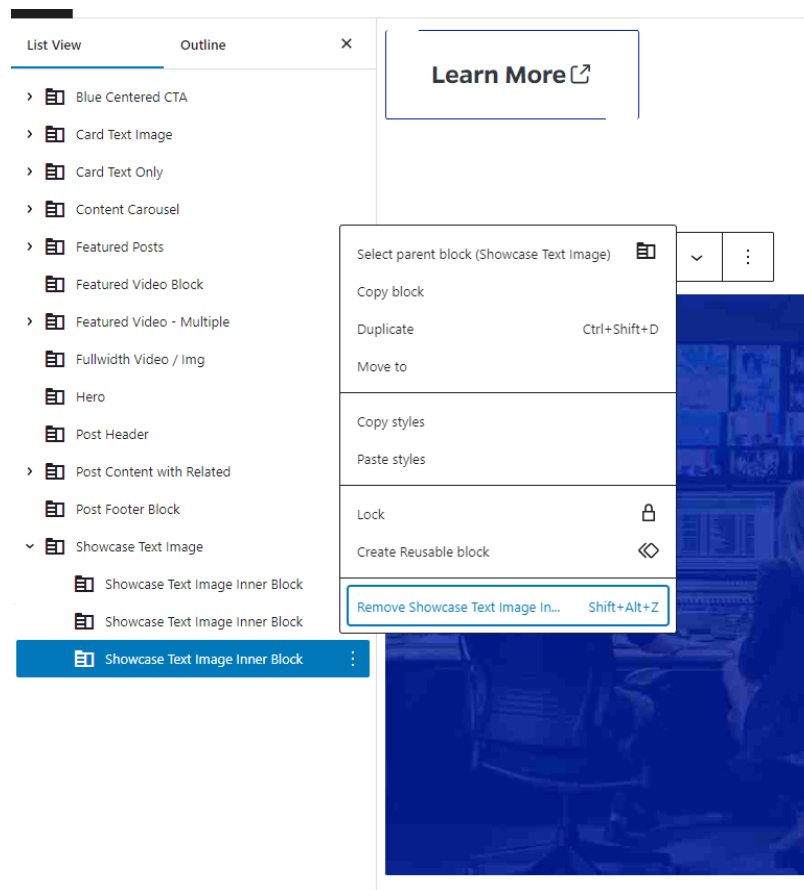 List View
Outline
Learn More
Blue Centered CTA
Card Text Image
Card Text Only
Content Carousel
Featured Posts
Featured Video Block
Featured Video - Multiple
Fullwidth Video / Img
Hero
Post Header
Post Content with Related
Post Footer Block
Showcase Text Image
Showcase Text Image Inner Block
Showcase Text Image Inner Block
Showcase Text Image Inner Block
Select parent block (Showcase Text Image)
Copy block
Duplicate Ctrl+Shift+D
Move to
Copy styles
Paste styles
Lock
Create Reusable block
Remove Showcase Text Image In... Shift+Alt+Z